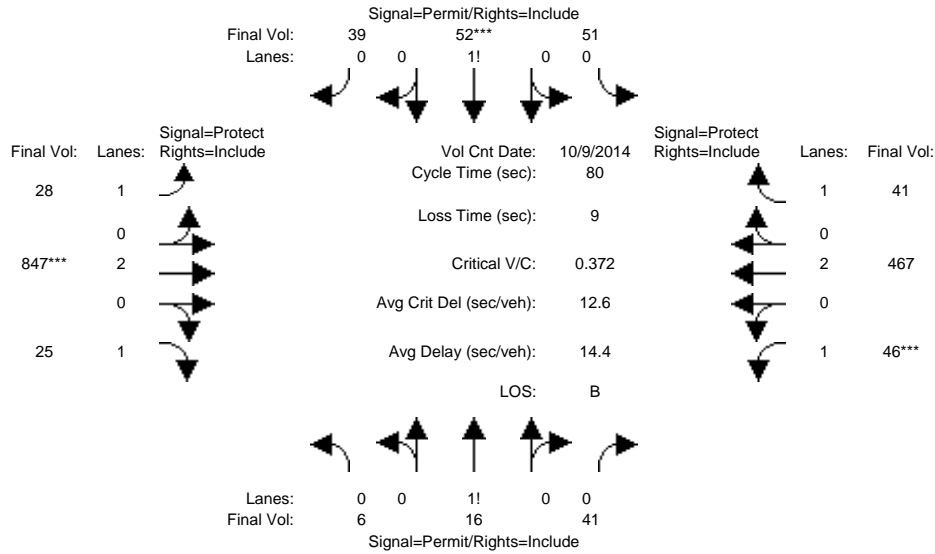 Signal=Permit/Rights=Include
Final Vol: 39 52*** 51
Lanes: 0 0 1! 0 0
Signal=Protect Signal=Protect
Final Vol: Lanes: Rights=Include Vol Cnt Date: 10/9/2014 Rights=Include Lanes: Final Vol:
Cycle Time (sec): 80
28 1 1 41
Loss Time (sec): 9
0 0
847*** 2 Critical V/C: 0.372 2 467
0 Avg Crit Del (sec/veh): 12.6 0
25 1 Avg Delay (sec/veh): 14.4 1 46***
LOS: B
Lanes: 0 0 1! 0 0
Final Vol: 6 16 41
Signal=Permit/Rights=Include